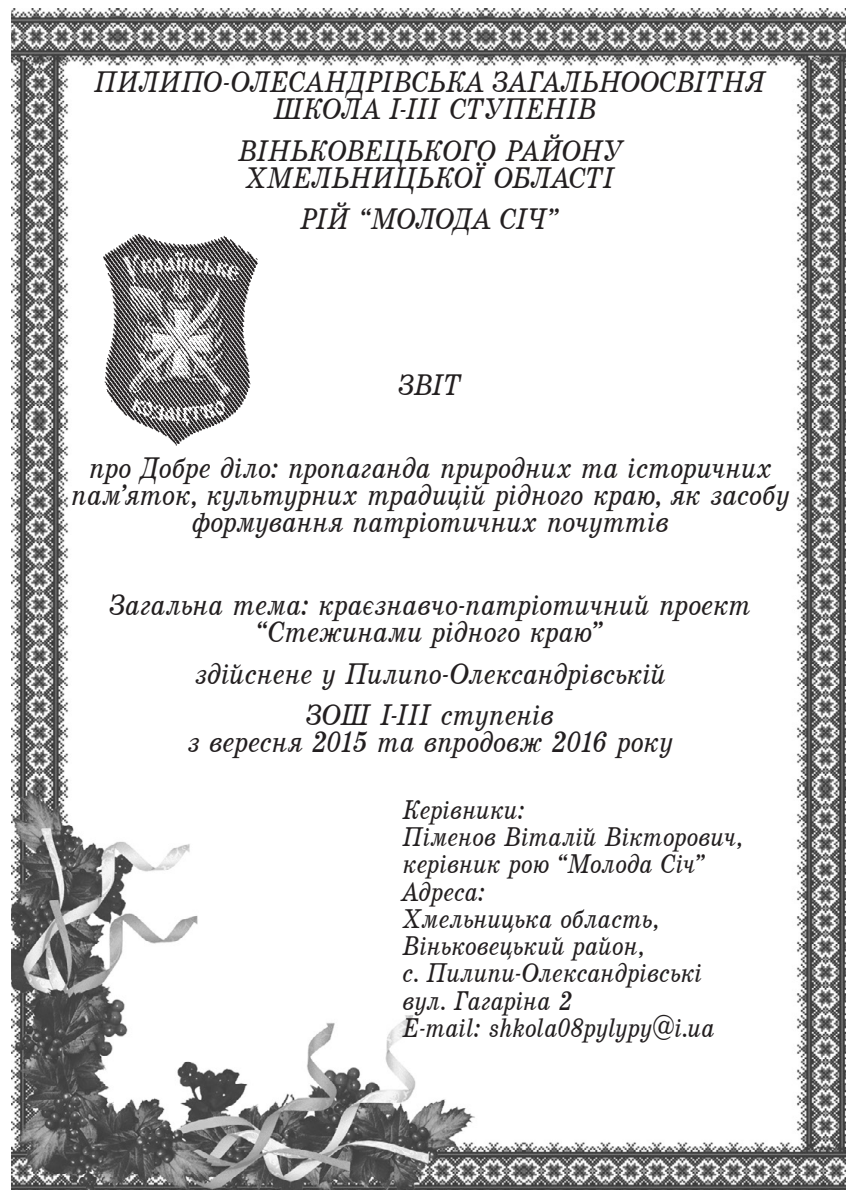 ПИЛИПО-ОЛЕСАНДРІВСЬКА ЗАГАЛЬНООСВІТНЯ
ШКОЛА І-ІІІ СТУПЕНІВ
ВІНЬКОВЕЦЬКОГО РАЙОНУ
ХМЕЛЬНИЦЬКОЇ ОБЛАСТІ
РІЙ “МОЛОДА СІЧ”
Українське
козацтво
ЗВІТ
про Добре діло: пропаганда природних та історичних
пам’яток, культурних традицій рідного краю, як засобу
формування патріотичних почуттів
Загальна тема: краєзнавчо-патріотичний проект
“Стежинами рідного краю”
здійснене у Пилипо-Олександрівській
ЗОШ І-ІІІ ступенів
з вересня 2015 та впродовж 2016 року
Керівники:
Піменов Віталій Вікторович,
керівник рою “Молода Січ”
Адреса:
Хмельницька область,
Віньковецький район,
с. Пилипи-Олександрівські
вул. Гагаріна 2
E-mail: shkola08pylypy@i.ua